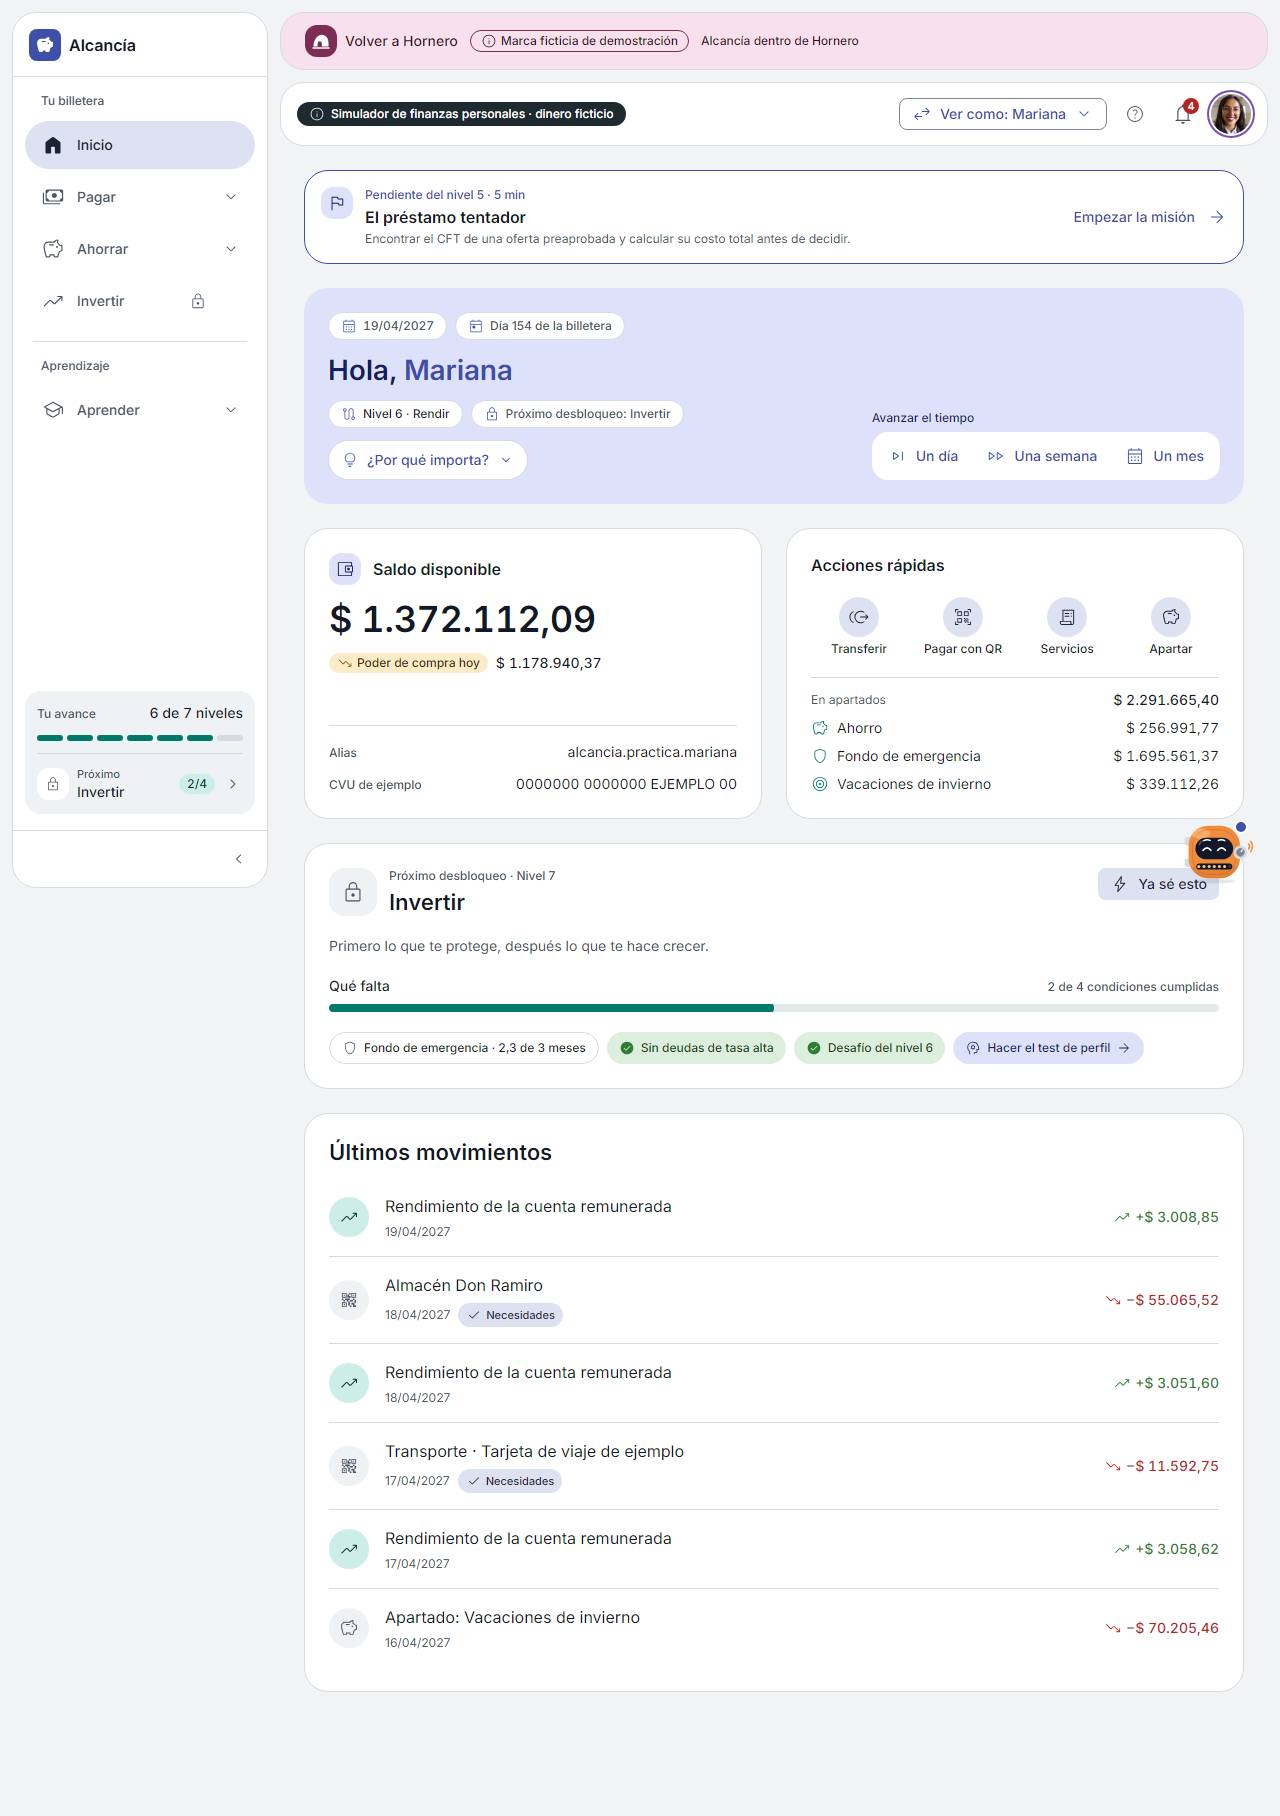 Alcancía
Tu billetera
Inicio
Pagar
Ahorrar
Invertir
Aprendizaje
Aprender
Tu avance
6 de 7 niveles
Próximo
Invertir
2/4
Volver a Hornero
Marca ficticia de demostración
Alcancía dentro de Hornero
Simulador de finanzas personales · dinero ficticio
Ver como: Mariana
4
Pendiente del nivel 5 · 5 min
El préstamo tentador
Encontrar el CFT de una oferta preaprobada y calcular su costo total antes de decidir.
Empezar la misión
19/04/2027
Día 154 de la billetera
Hola, Mariana
Nivel 6 · Rendir
Próximo desbloqueo: Invertir
¿Por qué importa?
Avanzar el tiempo
Un día
Una semana
Un mes
Saldo disponible
$ 1.372.112,09
Poder de compra hoy
$ 1.178.940,37
Alias
alcancia.practica.mariana
CVU de ejemplo
0000000 0000000 EJEMPLO 00
Acciones rápidas
Transferir
Pagar con QR
Servicios
Apartar
En apartados
$ 2.291.665,40
Ahorro
$ 256.991,77
Fondo de emergencia
$ 1.695.561,37
Vacaciones de invierno
$ 339.112,26
Próximo desbloqueo · Nivel 7
Invertir
Ya sé esto
Primero lo que te protege, después lo que te hace crecer.
Qué falta
2 de 4 condiciones cumplidas
Fondo de emergencia · 2,3 de 3 meses
Sin deudas de tasa alta
Desafío del nivel 6
Hacer el test de perfil
Últimos movimientos
Rendimiento de la cuenta remunerada
19/04/2027
+$ 3.008,85
Almacén Don Ramiro
18/04/2027
Necesidades
−$ 55.065,52
Rendimiento de la cuenta remunerada
18/04/2027
+$ 3.051,60
Transporte · Tarjeta de viaje de ejemplo
17/04/2027
Necesidades
−$ 11.592,75
Rendimiento de la cuenta remunerada
17/04/2027
+$ 3.058,62
Apartado: Vacaciones de invierno
16/04/2027
−$ 70.205,46